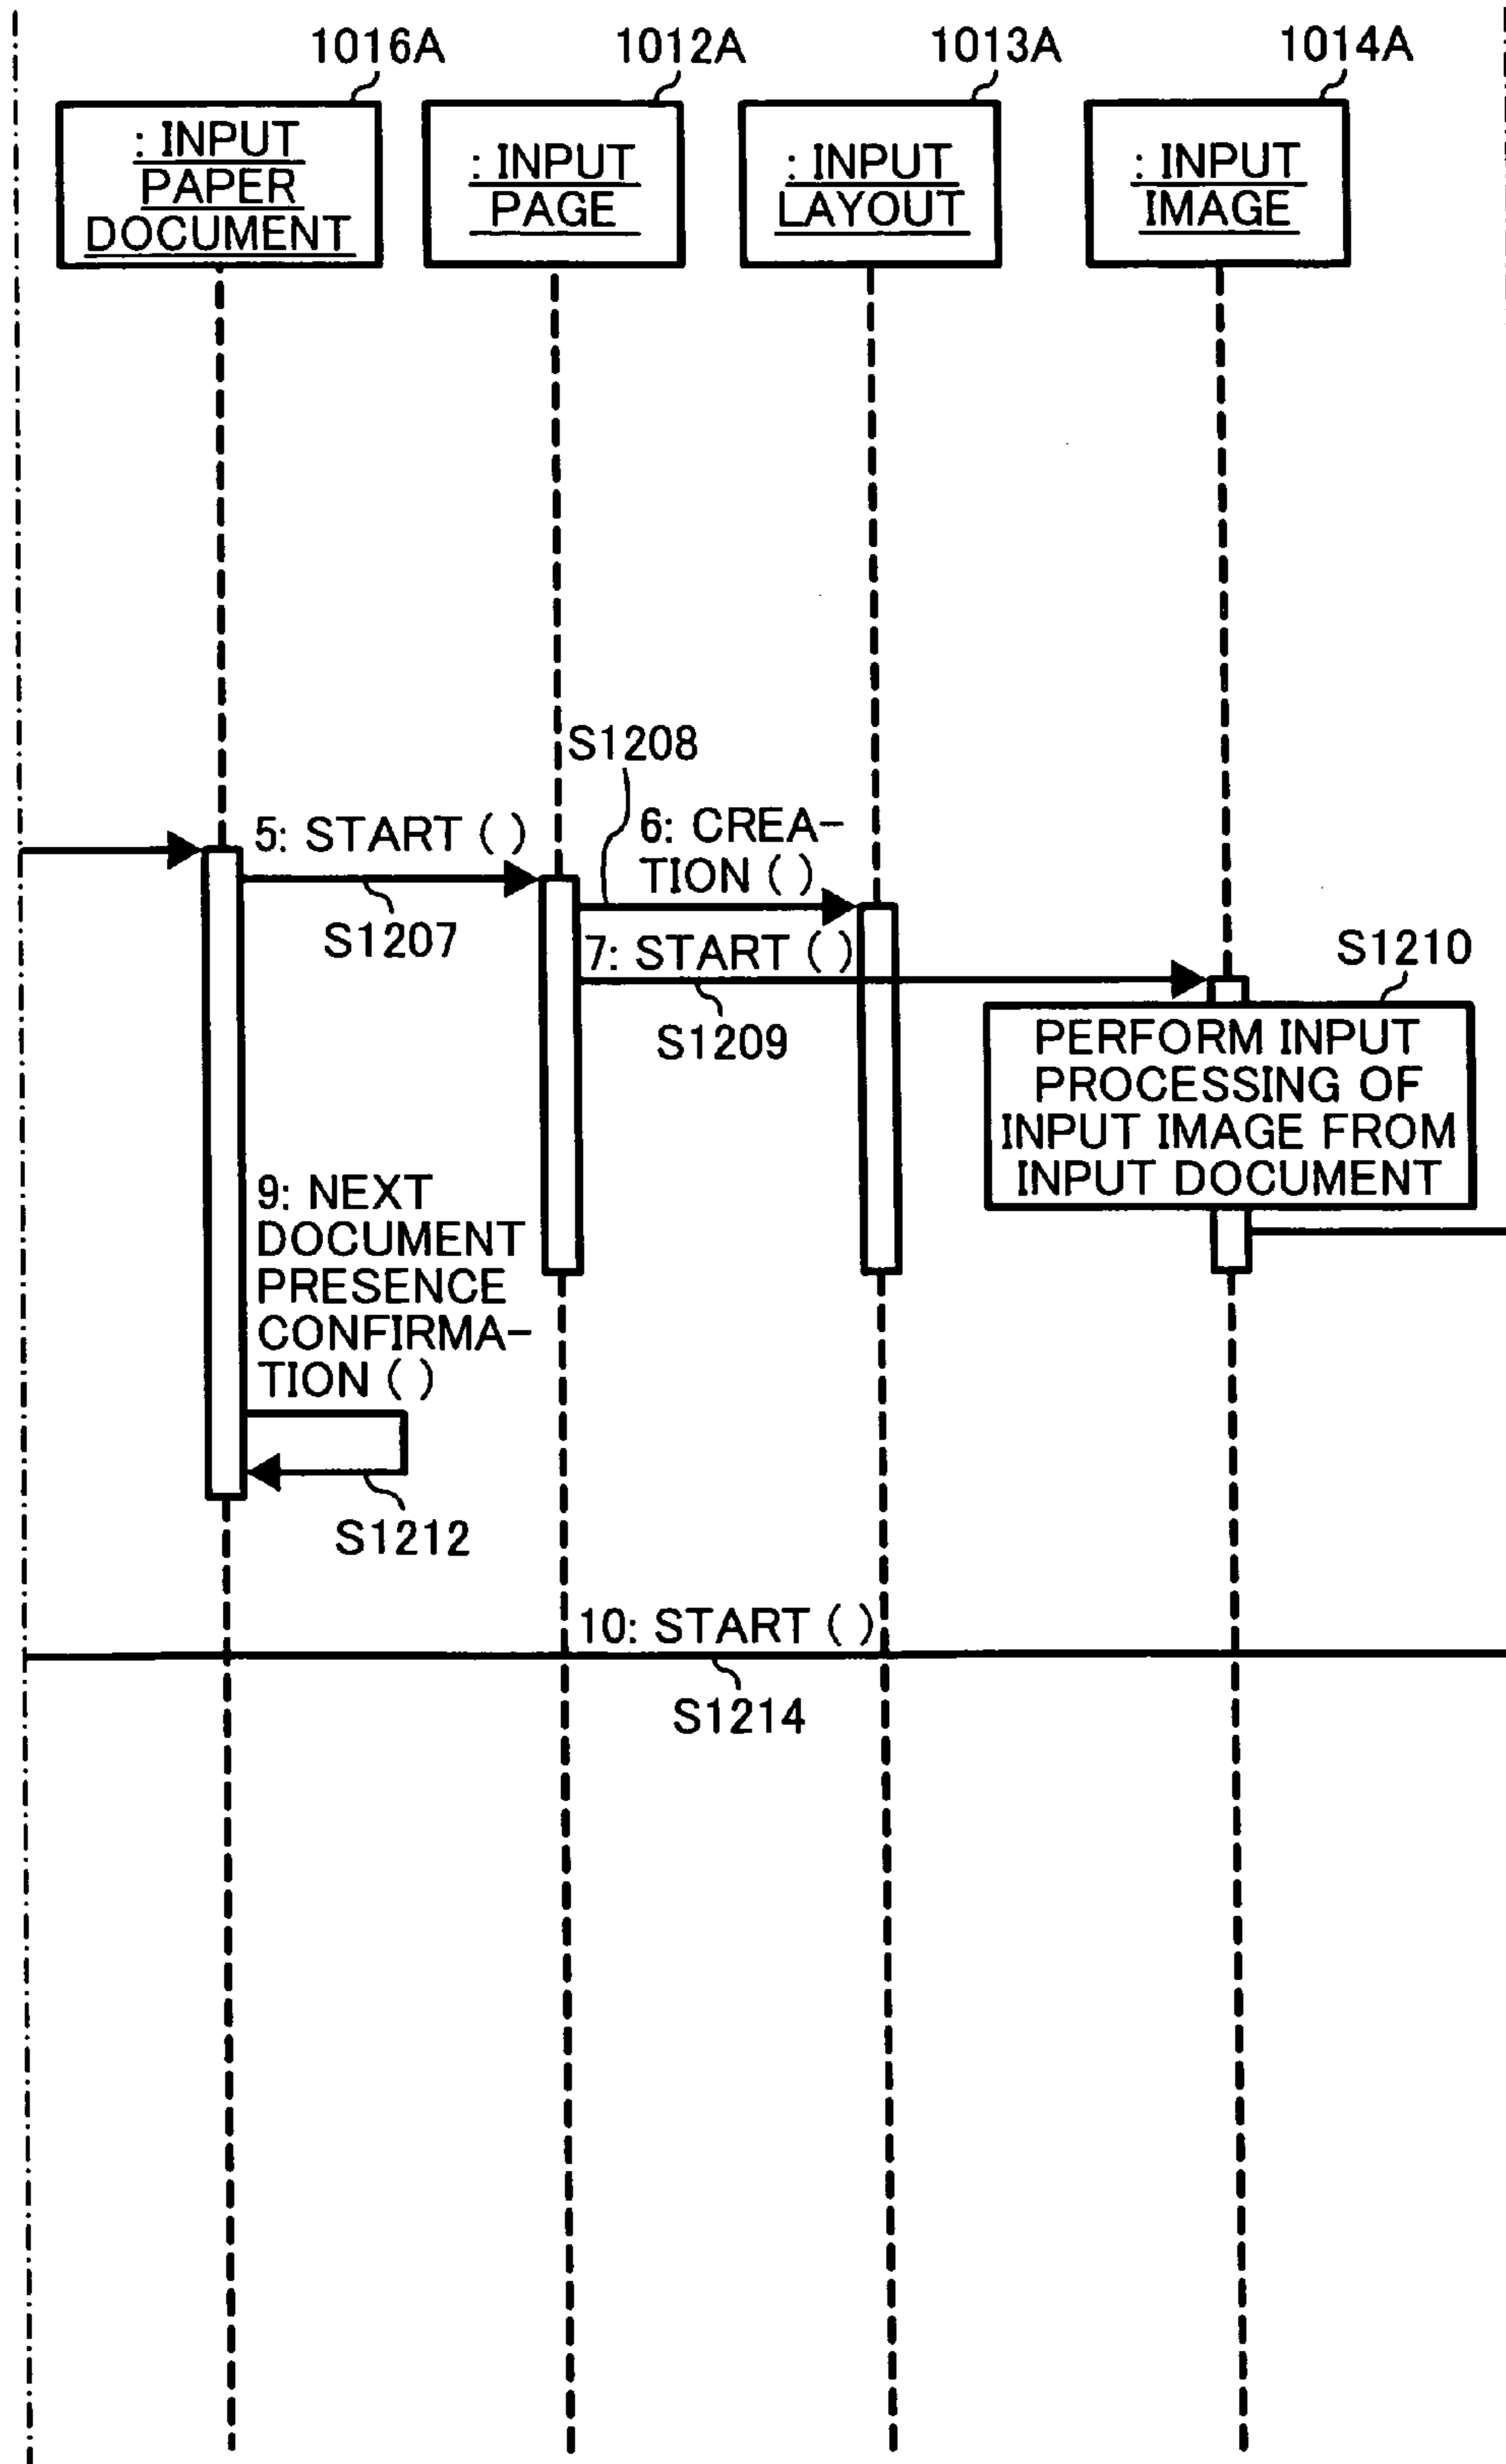 1016A
1012A
1013A
1014A
: INPUT
PAPER
DOCUMENT
: INPUT
PAGE
: INPUT
LAYOUT
: INPUT
IMAGE
S1208
5: START ( )
6: CREA-
TION ( )
S1207
7: START ( )
S1209
S1210
PERFORM INPUT
PROCESSING OF
INPUT IMAGE FROM
INPUT DOCUMENT
9: NEXT
DOCUMENT
PRESENCE
CONFIRMA-
TION ( )
S1212
10: START ( )
S1214